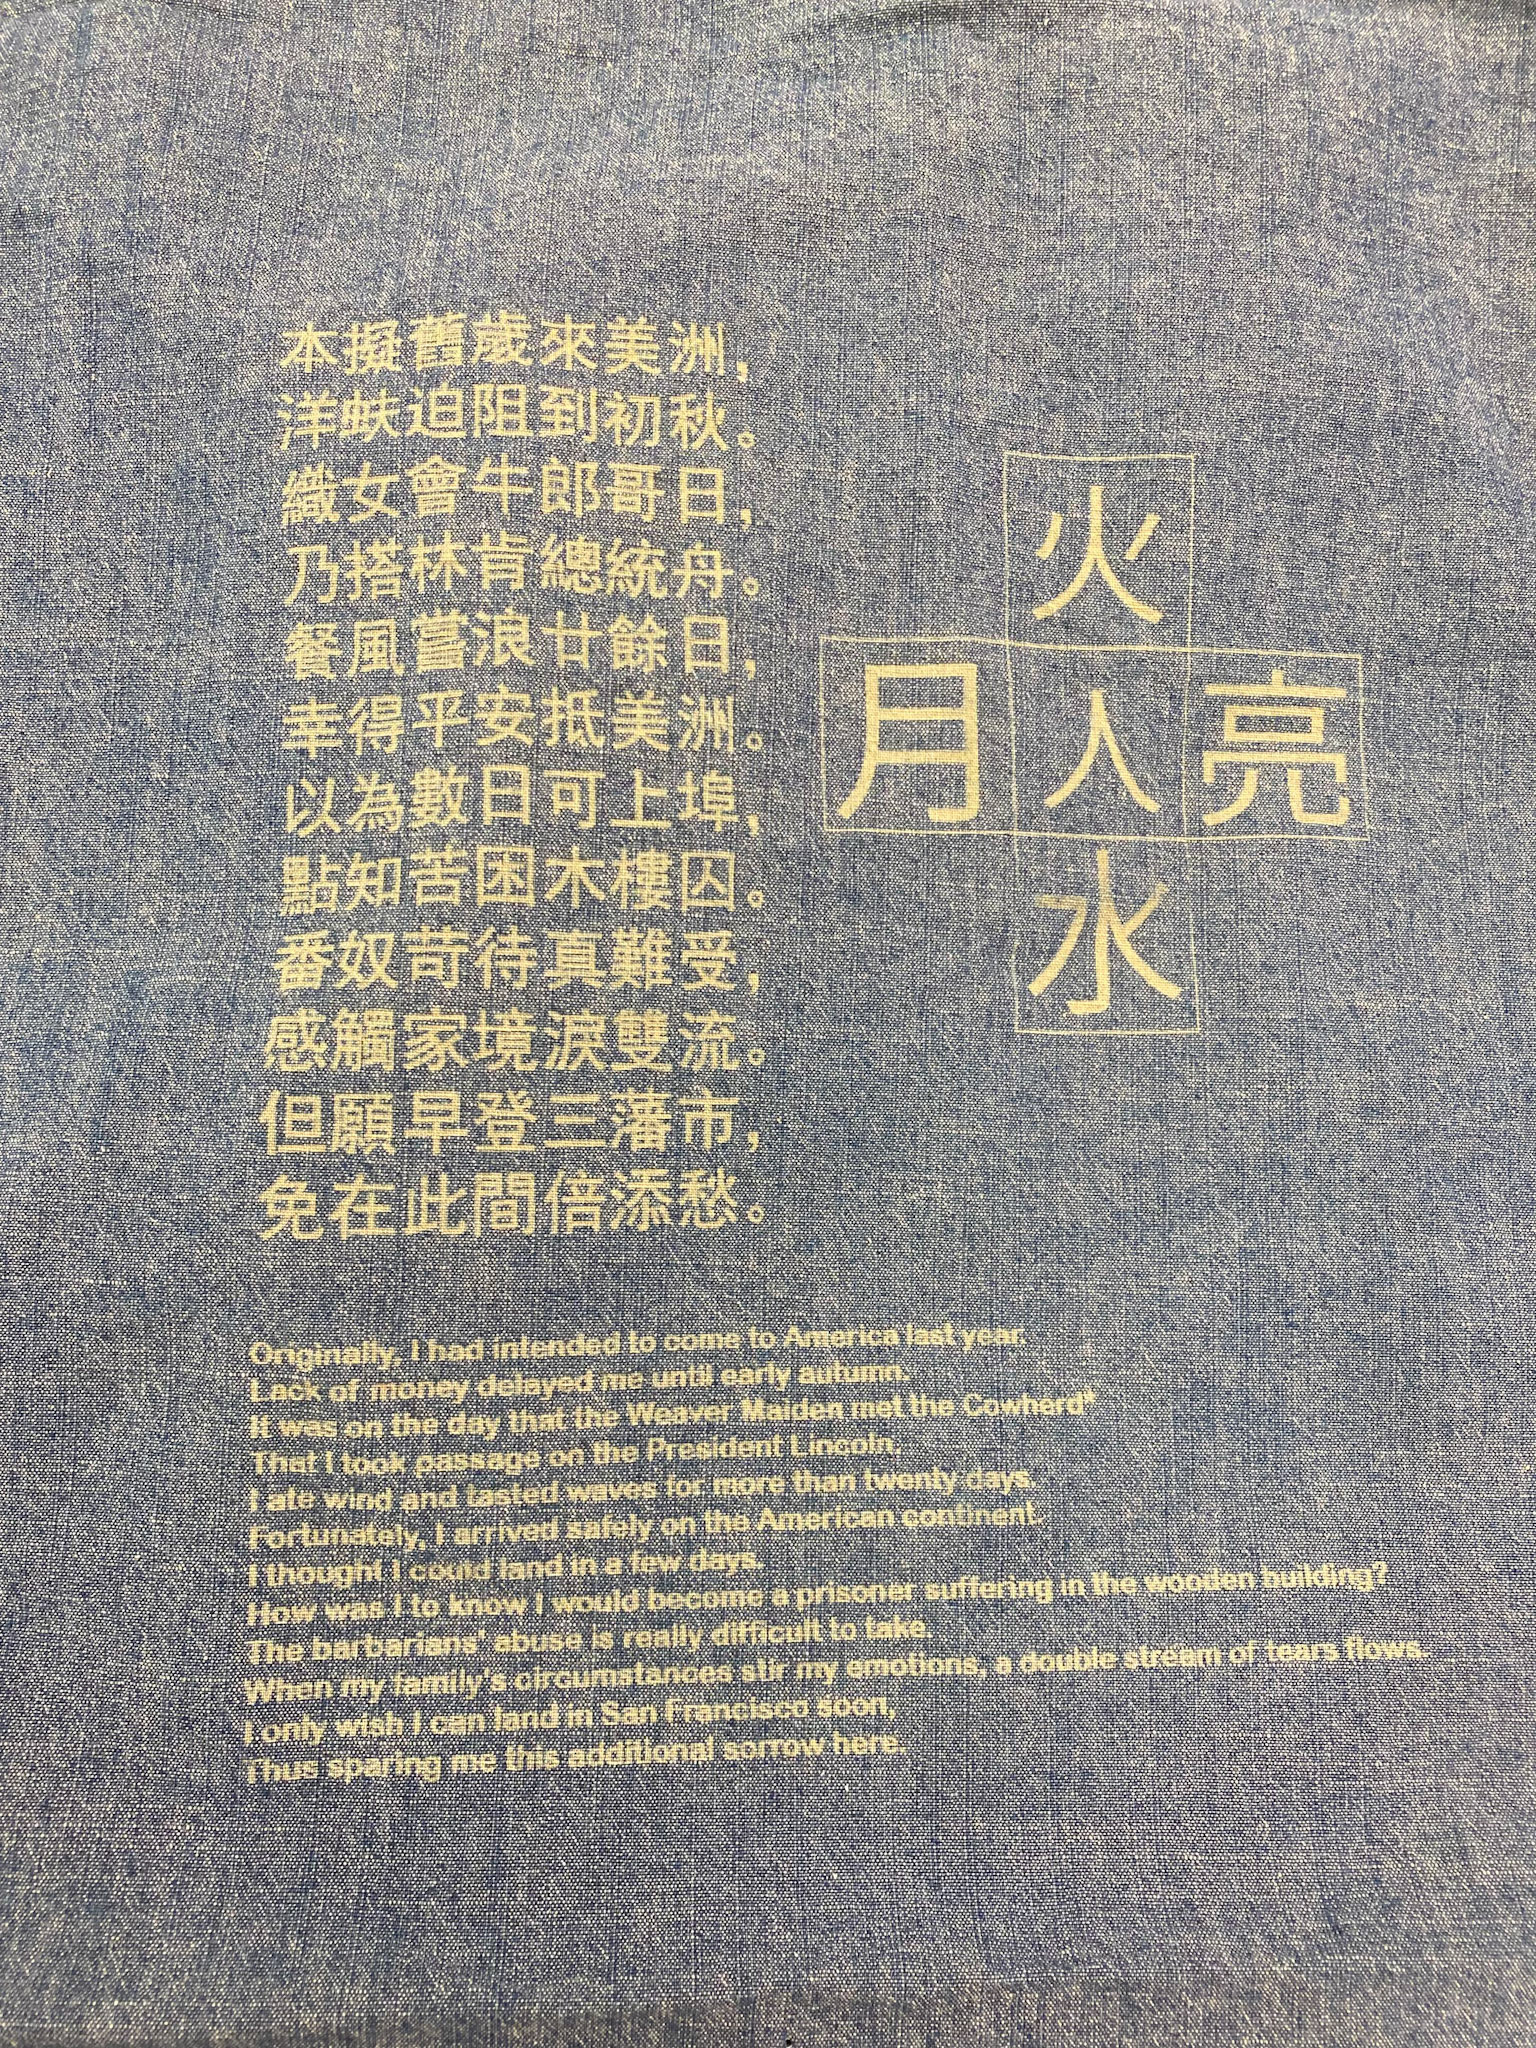 本擬舊歲來美洲，
洋蚨迫阻到初秋。
織女會牛郎哥日，
乃搭林肯總統舟。
餐風嘗浪廿餘日，
幸得平安抵美洲。
以為數日可上埠，
點知苦困木樓囚。
番奴苛待真難受，
感觸家境淚雙流。
但願早登三藩市，
免在此間倍添愁。
火
月人亮
水
Originally, I had intended to come to America last year.
Lack of money delayed me until early autumn.
It was on the day that the Weaver Maiden met the Cowherd*
That I took passage on the President Lincoln.
I ate wind and tasted waves for more than twenty days.
Fortunately, I arrived safely on the American continent.
I thought I could land in a few days.
How was I to know I would become a prisoner suffering in the wooden building?
The barbarians' abuse is really difficult to take.
When my family's circumstances stir my emotions, a double stream of tears flows.
I only wish I can land in San Francisco soon,
Thus sparing me this additional sorrow here.